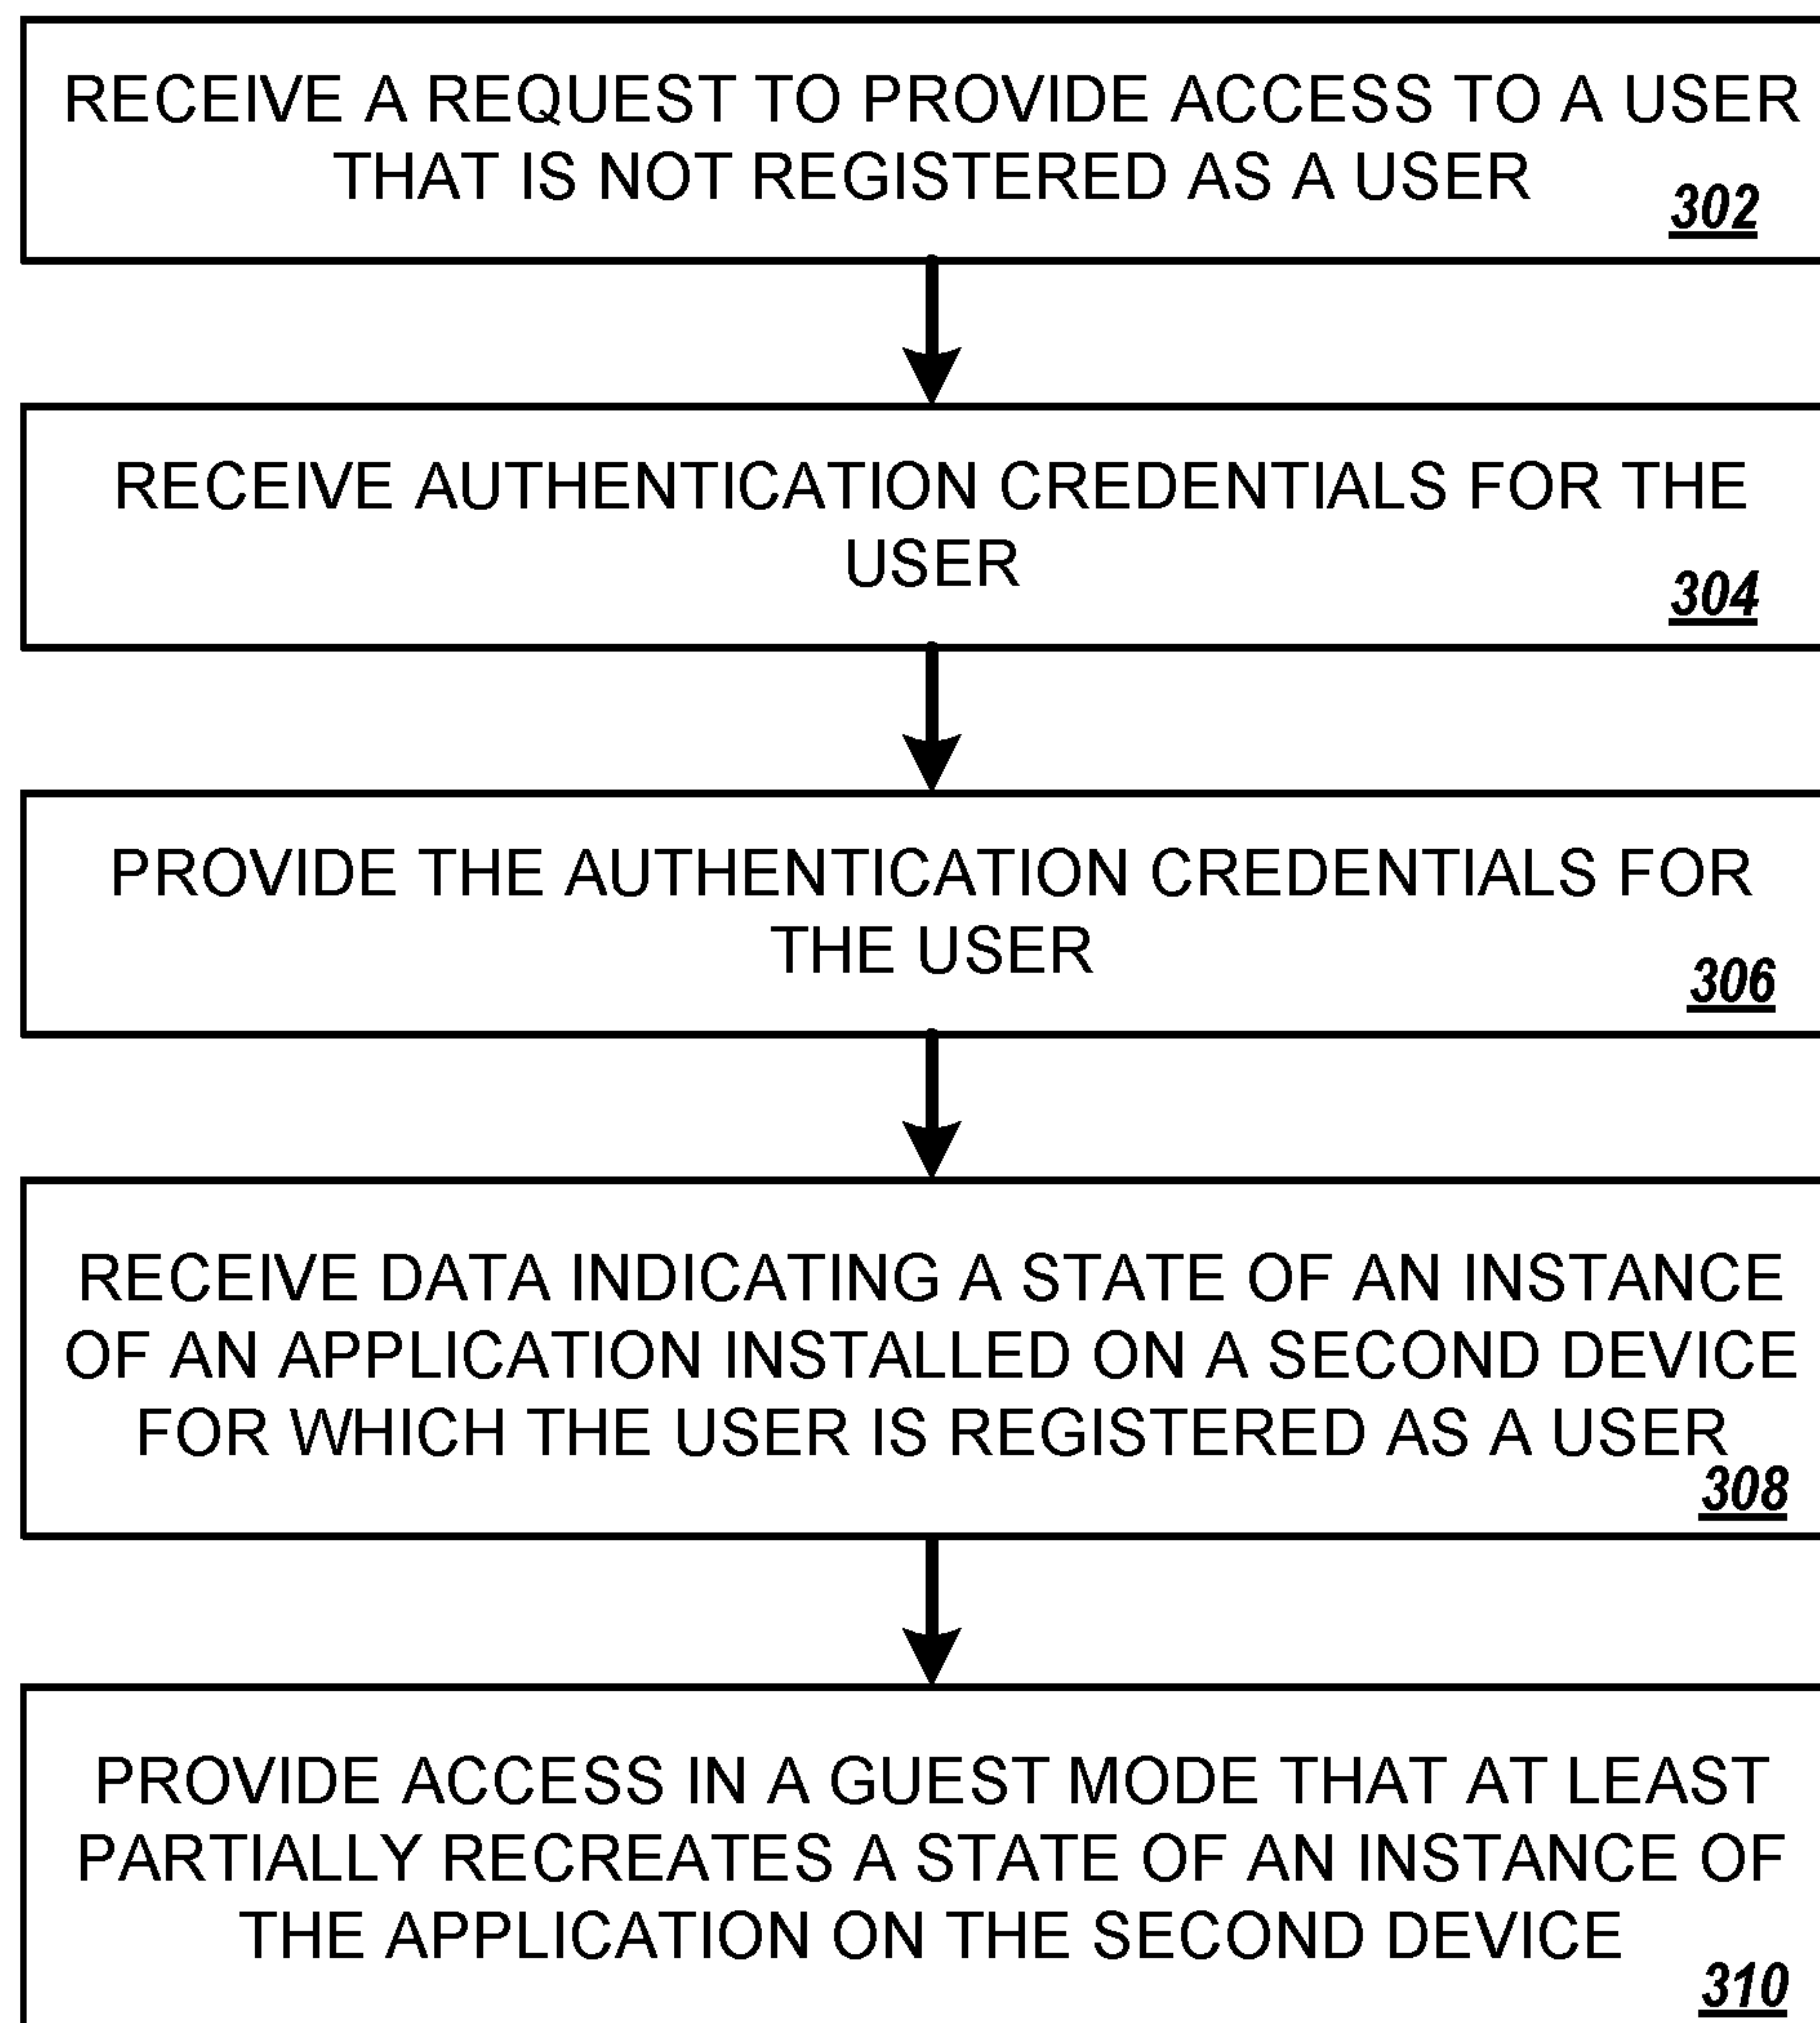 RECEIVE A REQUEST TO PROVIDE ACCESS TO A USER
THAT IS NOT REGISTERED AS A USER
302
RECEIVE AUTHENTICATION CREDENTIALS FOR THE
USER
304
PROVIDE THE AUTHENTICATION CREDENTIALS FOR
THE USER
306
RECEIVE DATA INDICATING A STATE OF AN INSTANCE
OF AN APPLICATION INSTALLED ON A SECOND DEVICE
FOR WHICH THE USER IS REGISTERED AS A USER
308
PROVIDE ACCESS IN A GUEST MODE THAT AT LEAST
PARTIALLY RECREATES A STATE OF AN INSTANCE OF
THE APPLICATION ON THE SECOND DEVICE
310